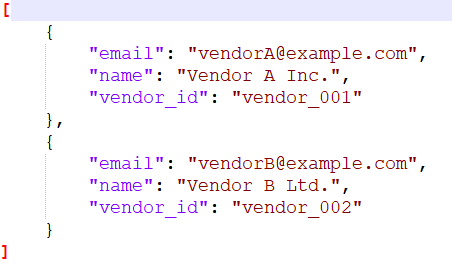 [
    {
        "email": "vendorA@example.com",
        "name": "Vendor A Inc.",
        "vendor_id": "vendor_001"
    },
    {
        "email": "vendorB@example.com",
        "name": "Vendor B Ltd.",
        "vendor_id": "vendor_002"
    }
]